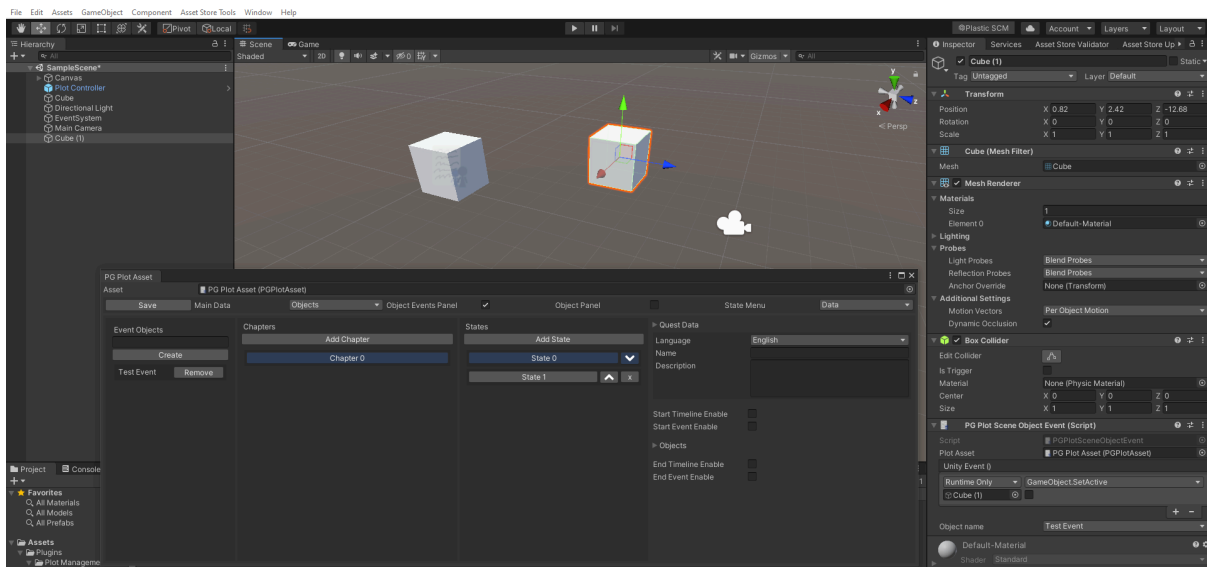 File Edit Assets GameObject Component Asset Store Tools Window Help
Pivot Local Plastic SCM Account Layers Layout
Hierarchy
All
SampleScene*
Canvas
Plot Controller
Cube
Directional Light
EventSystem
Main Camera
Cube (1)
Scene Game
Shaded 2D 0 Gizmos All
y
z
x
Persp
PG Plot Asset
Asset PG Plot Asset (PGPlotAsset)
Save Main Data Objects Object Events Panel Object Panel State Menu Data
Event Objects
Create
Test Event Remove
Chapters
Add Chapter
Chapter 0
States
Add State
State 0
State 1 x
Quest Data
Language English
Name
Description
Start Timeline Enable
Start Event Enable
Objects
End Timeline Enable
End Event Enable
Project Console
Favorites
All Materials
All Models
All Prefabs
Assets
Plugins
Plot Manageme
Inspector Services Asset Store Validator Asset Store Up
Cube (1) Static
Tag Untagged Layer Default
Transform
Position X 0.82 Y 2.42 Z -12.68
Rotation X 0 Y 0 Z 0
Scale X 1 Y 1 Z 1
Cube (Mesh Filter)
Mesh Cube
Mesh Renderer
Materials
Size 1
Element 0 Default-Material
Lighting
Probes
Light Probes Blend Probes
Reflection Probes Blend Probes
Anchor Override None (Transform)
Additional Settings
Motion Vectors Per Object Motion
Dynamic Occlusion
Box Collider
Edit Collider
Is Trigger
Material None (Physic Material)
Center X 0 Y 0 Z 0
Size X 1 Y 1 Z 1
PG Plot Scene Object Event (Script)
Script PGPlotSceneObjectEvent
Plot Asset PG Plot Asset (PGPlotAsset)
Unity Event ()
Runtime Only GameObject.SetActive
Cube (1)
+ -
Object name Test Event
Default-Material
Shader Standard